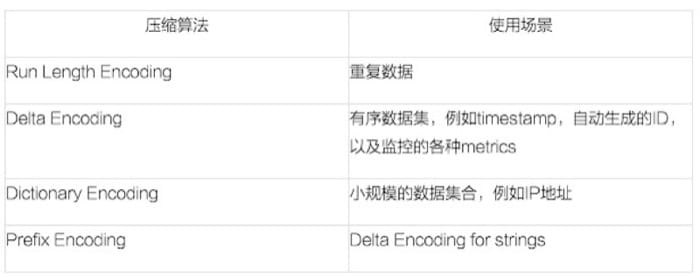 压缩算法
使用场景
Run Length Encoding
重复数据
Delta Encoding
有序数据集，例如timestamp，自动生成的ID，
以及监控的各种metrics
Dictionary Encoding
小规模的数据集合，例如IP地址
Prefix Encoding
Delta Encoding for strings